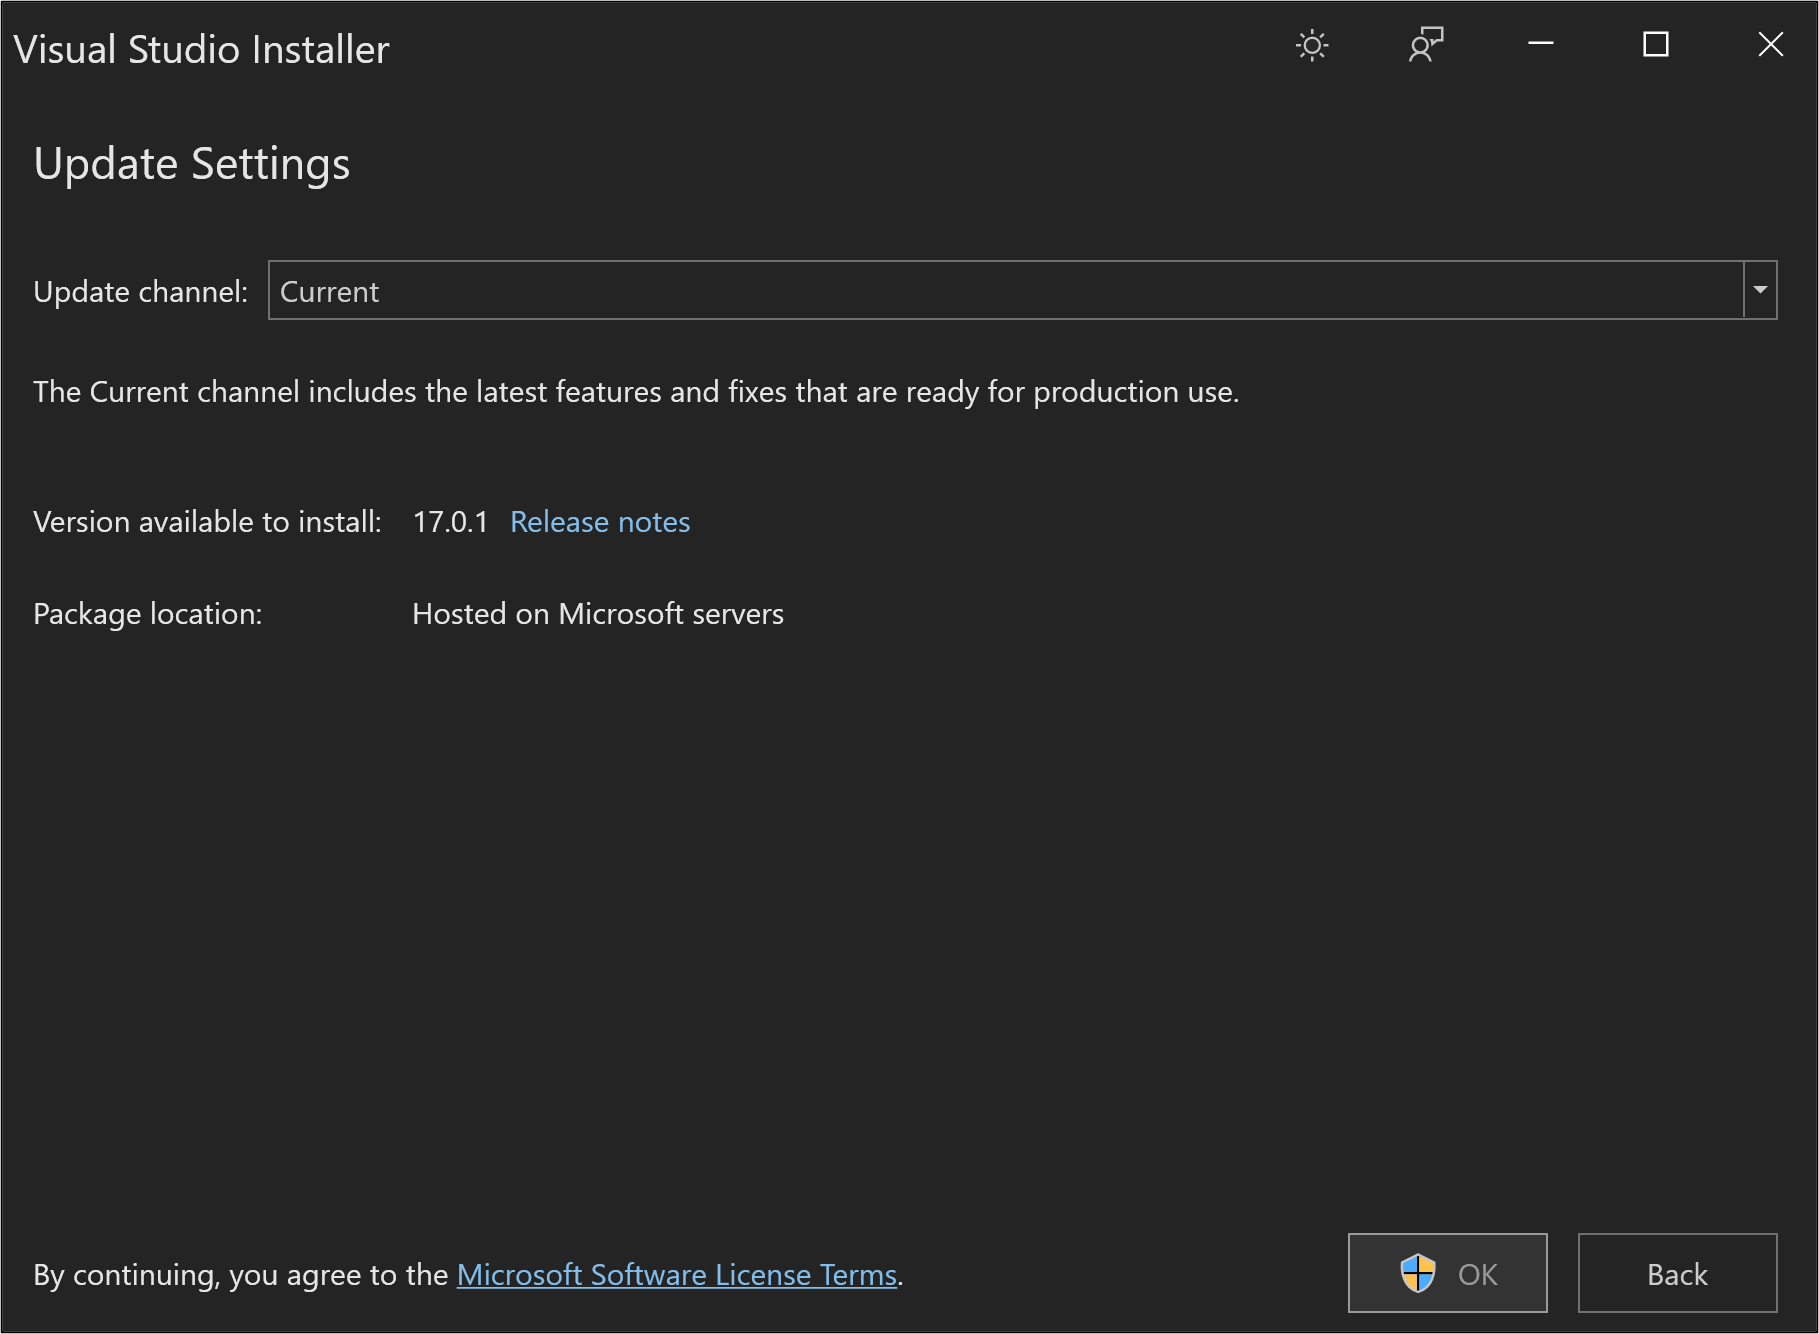 Visual Studio Installer
Update Settings
Update channel: Current
The Current channel includes the latest features and fixes that are ready for production use.
Version available to install: 17.0.1 Release notes
Package location: Hosted on Microsoft servers
By continuing, you agree to the Microsoft Software License Terms.
OK
Back